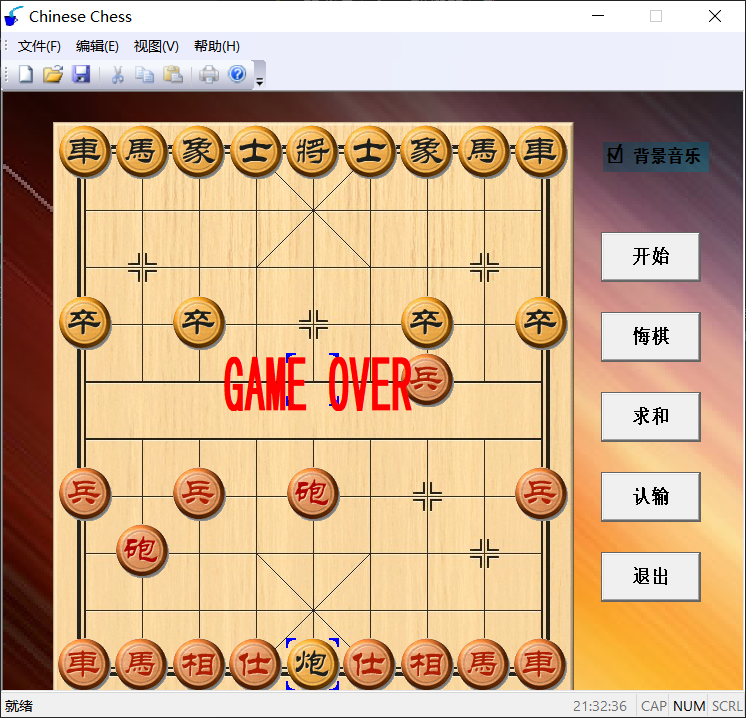 Chinese Chess
文件(F) 编辑(E) 视图(V) 帮助(H)
車 馬 象 士 将 士 象 馬 車
背景音乐
开始
卒 卒 卒 卒
悔棋
GAME OVER 兵
求和
兵 兵 砲 兵
认输
砲
退出
車 馬 相 仕 炮 仕 相 馬 車
就绪 21:32:36 CAP NUM SCRL